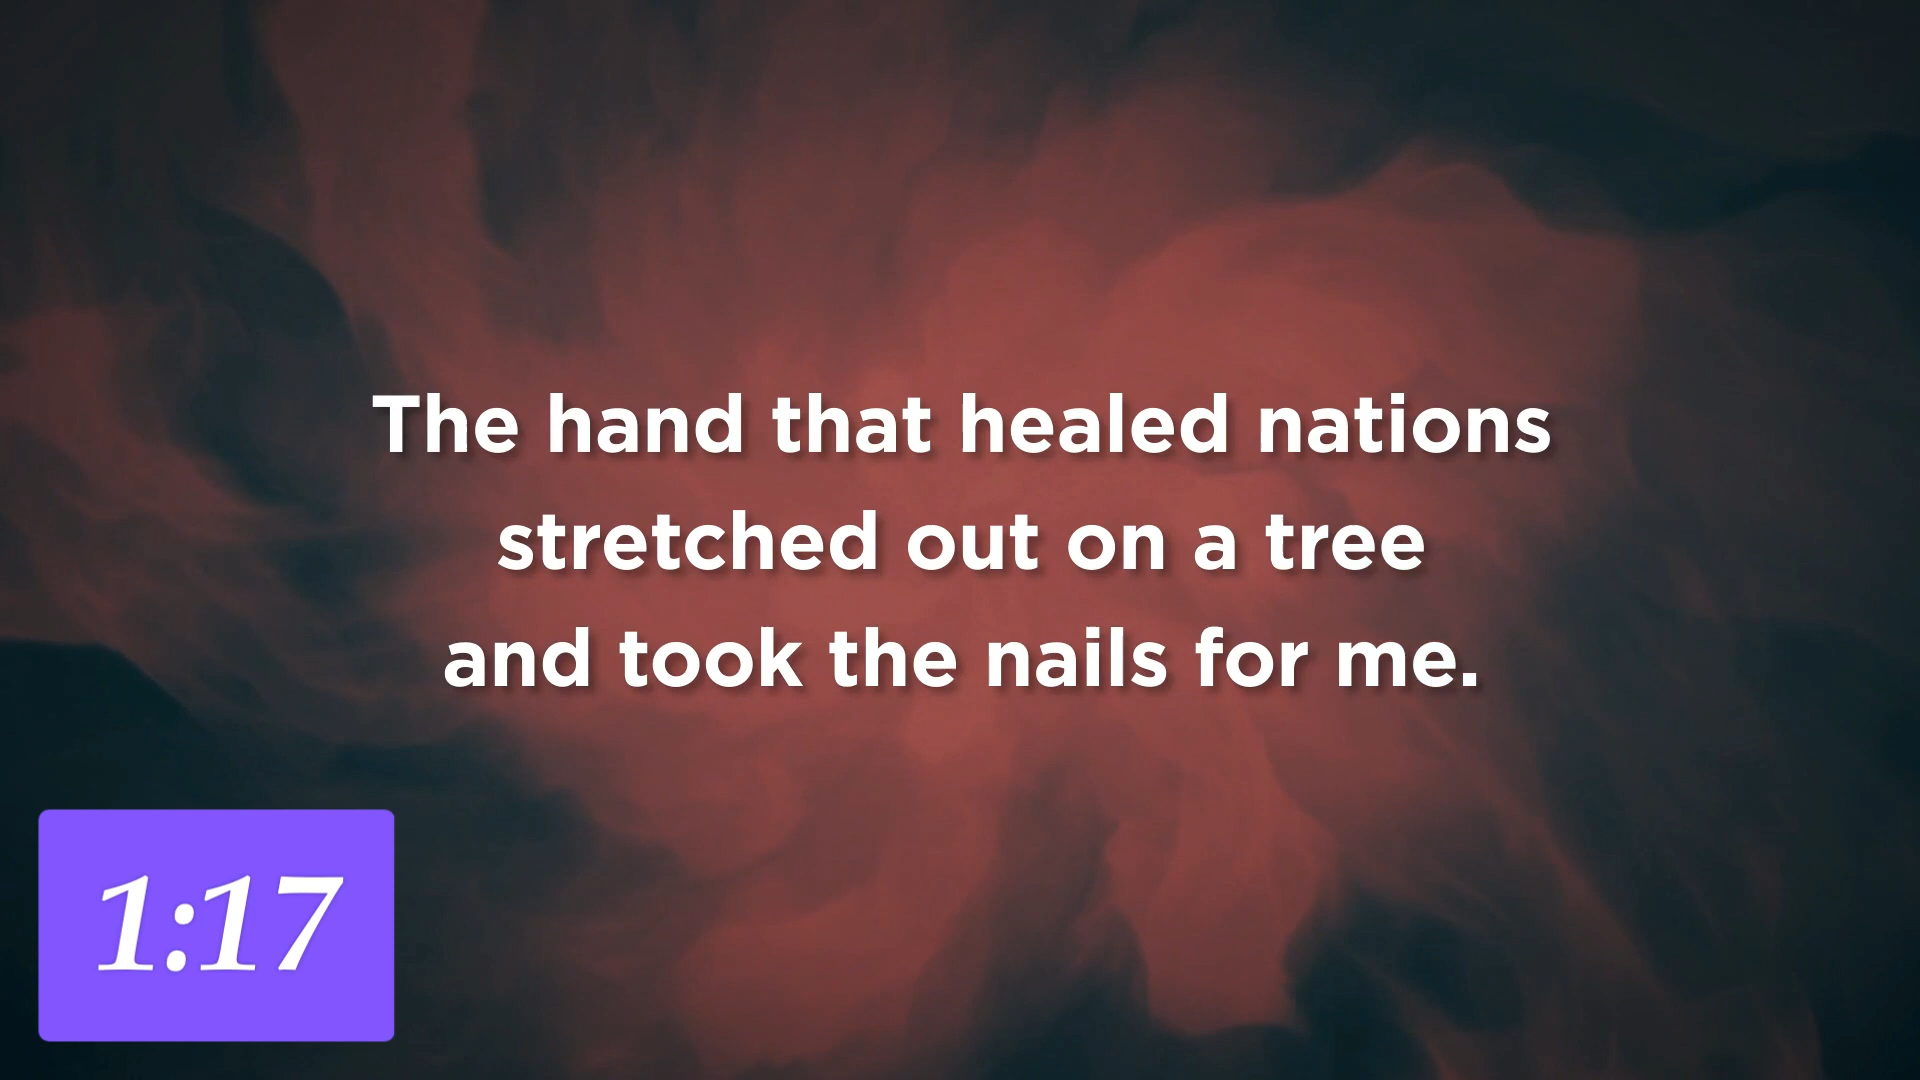 The hand that healed nations
stretched out on a tree
and took the nails for me.
1:17